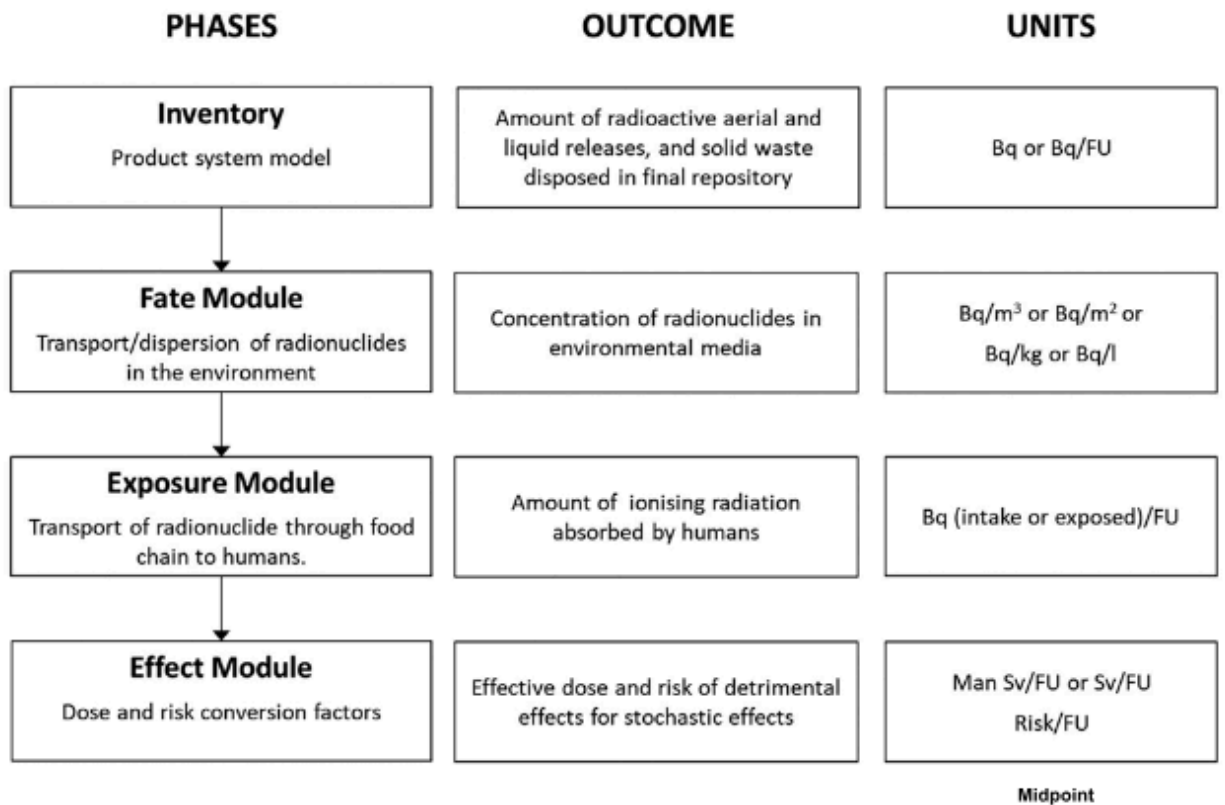 PHASES OUTCOME UNITS
Inventory
Product system model
Amount of radioactive aerial and
liquid releases, and solid waste
disposed in final repository
Bq or Bq/FU
Fate Module
Transport/dispersion of radionuclides
in the environment
Concentration of radionuclides in
environmental media
Bq/m³ or Bq/m² or
Bq/kg or Bq/l
Exposure Module
Transport of radionuclide through food
chain to humans.
Amount of ionising radiation
absorbed by humans
Bq (intake or exposed)/FU
Effect Module
Dose and risk conversion factors
Effective dose and risk of detrimental
effects for stochastic effects
Man Sv/FU or Sv/FU
Risk/FU
Midpoint